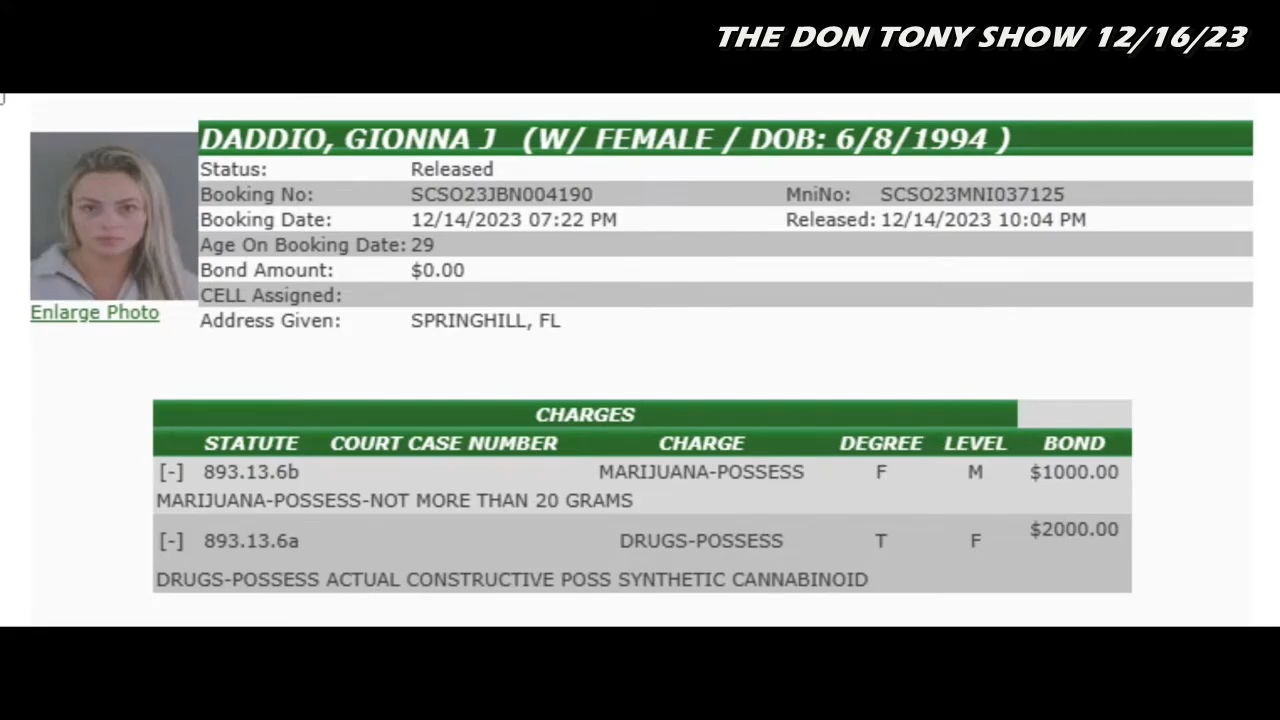 THE DON TONY SHOW 12/16/23
DADDIO, GIONNA J (W/ FEMALE / DOB: 6/8/1994 )
Status: Released
Booking No: SCSO23JBN004190 MniNo: SCSO23MNI037125
Booking Date: 12/14/2023 07:22 PM Released: 12/14/2023 10:04 PM
Age On Booking Date: 29
Bond Amount: $0.00
CELL Assigned:
Enlarge Photo
Address Given: SPRINGHILL, FL
CHARGES
STATUTE COURT CASE NUMBER CHARGE DEGREE LEVEL BOND
[-] 893.13.6b MARIJUANA-POSSESS F M $1000.00
MARIJUANA-POSSESS-NOT MORE THAN 20 GRAMS
[-] 893.13.6a DRUGS-POSSESS T F $2000.00
DRUGS-POSSESS ACTUAL CONSTRUCTIVE POSS SYNTHETIC CANNABINOID